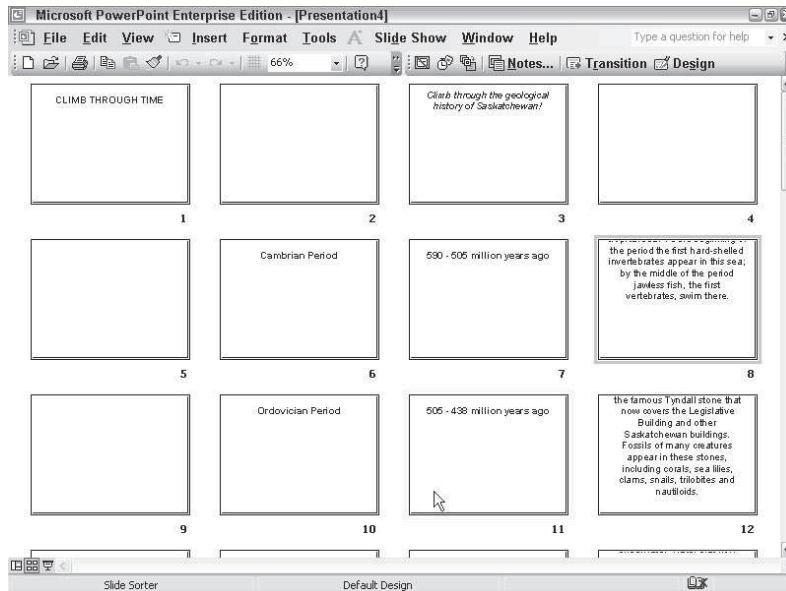 Microsoft PowerPoint Enterprise Edition - [Presentation4]
File Edit View Insert Format Tools Slide Show Window Help Type a question for help
66% Notes... Transition Design
CLIMB THROUGH TIME
1
2
Climb through the geological
history of Saskatchewan!
3
4
5
Cambrian Period
6
590 - 505 million years ago
7
the period the first hard-shelled
invertebrates appear in this sea;
by the middle of the period
jawless fish, the first
vertebrates, swim there.
8
9
Ordovician Period
10
505 - 438 million years ago
11
the famous Tyndall stone that
now covers the Legislative
Building and other
Saskatchewan buildings.
Fossils of many creatures
appear in these stones,
including corals, sea lilies,
clams, snails, trilobites and
nautiloids.
12
Slide Sorter Default Design